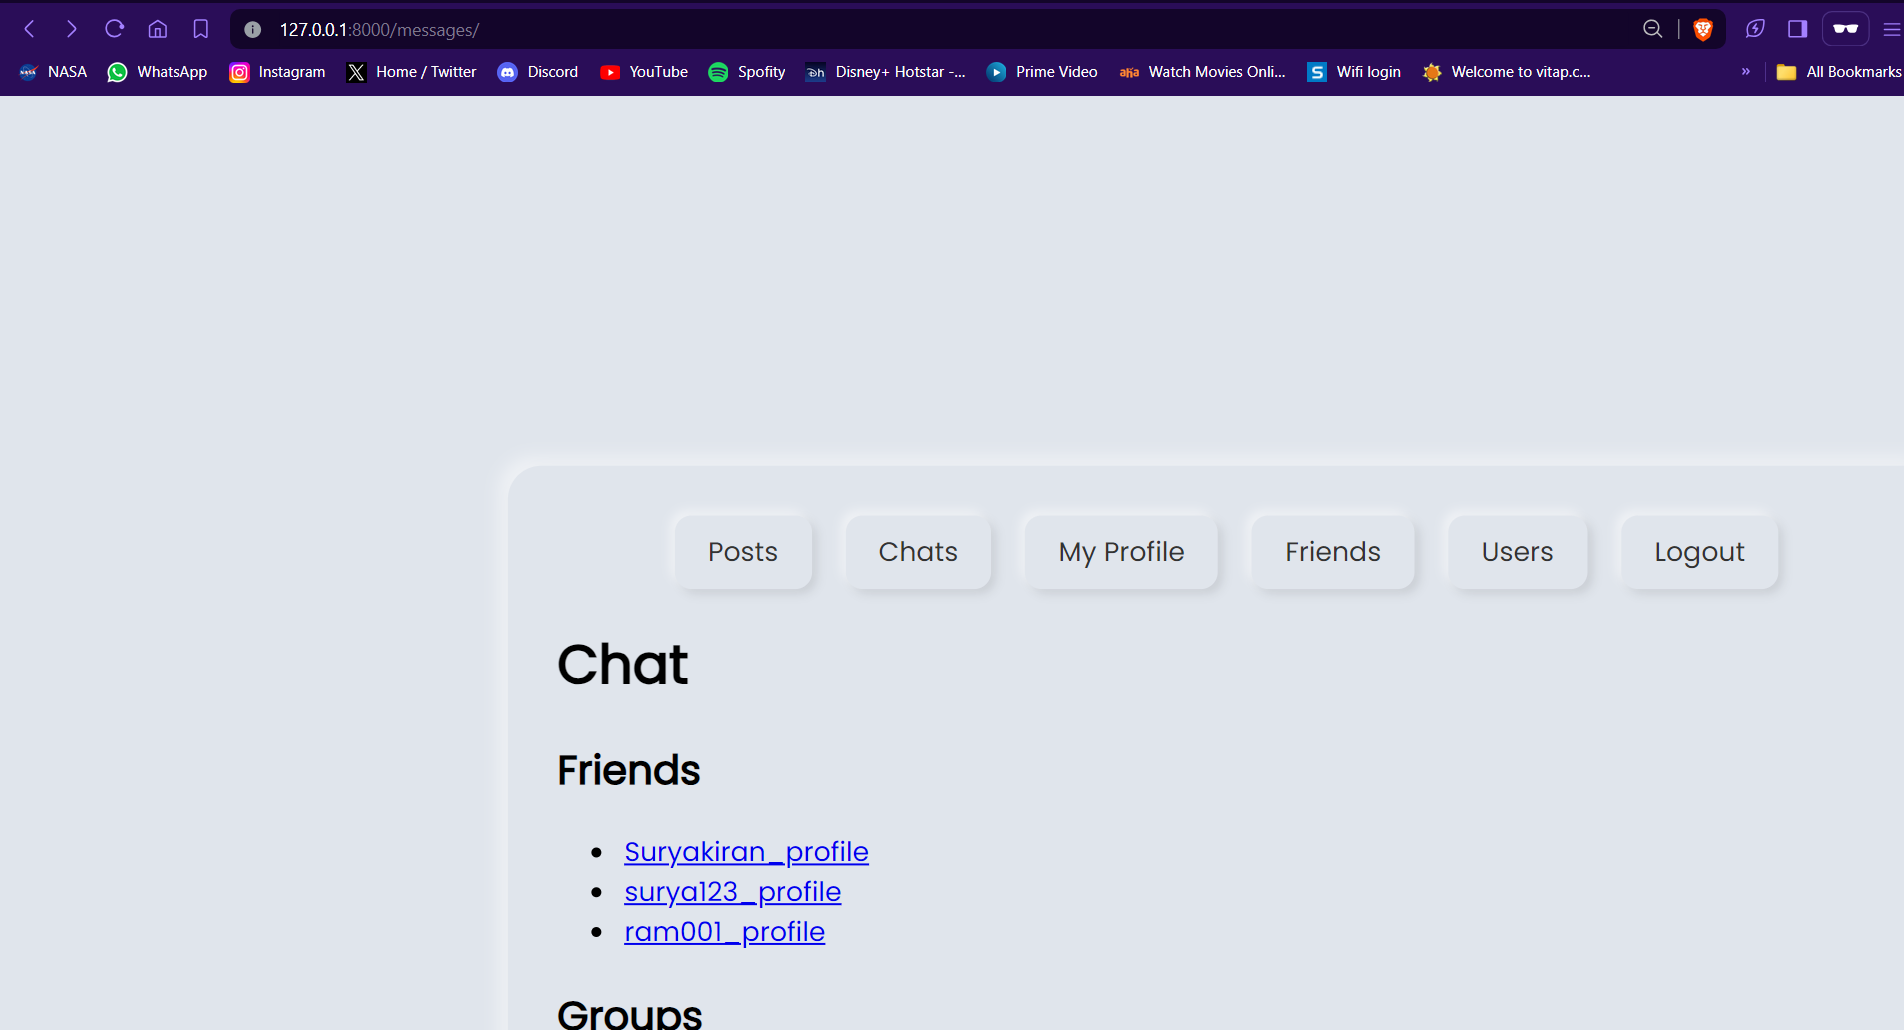 127.0.0.1:8000/messages/
NASA WhatsApp Instagram Home / Twitter Discord YouTube Spofity Disney+ Hotstar -... Prime Video Watch Movies Onli... Wifi login Welcome to vitap.c... » All Bookmarks
Posts Chats My Profile Friends Users Logout
Chat
Friends
Suryakiran_profile
surya123_profile
ram001_profile
Groups